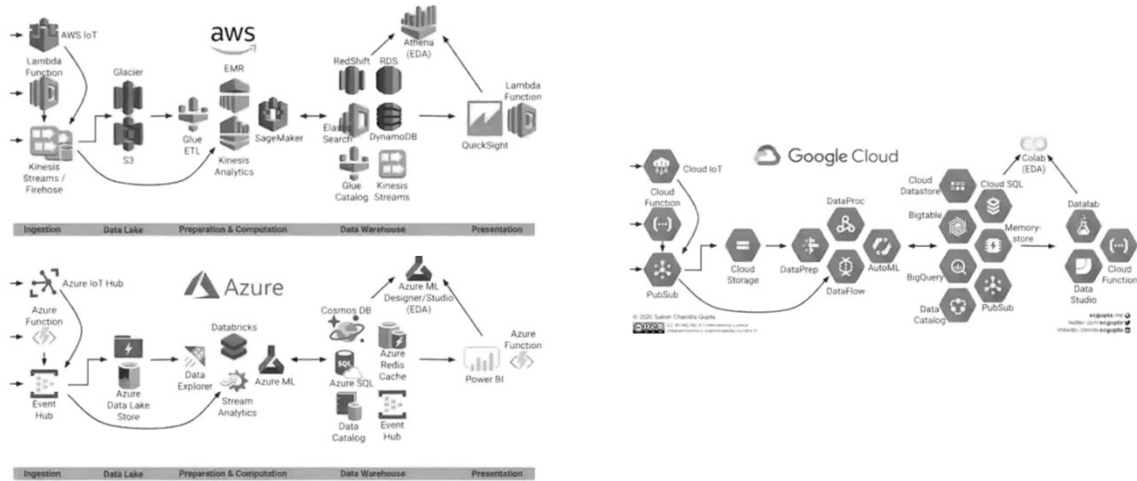 aws
AWS IoT
Lambda
Function
Kinesis
Streams /
Firehose
Glacier
S3
Glue
ETL
EMR
Kinesis
Analytics
SageMaker
RedShift
RDS
Elastic
Search
DynamoDB
Glue
Catalog
Kinesis
Streams
Athena
(EDA)
QuickSight
Lambda
Function
Ingestion
Data Lake
Preparation & Computation
Data Warehouse
Presentation
Azure
Azure IoT Hub
Azure
Function
Event
Hub
Azure
Data Lake
Store
Data
Explorer
Databricks
Stream
Analytics
Azure ML
Cosmos DB
Azure SQL
SQL
Azure
Redis
Cache
Data
Catalog
Event
Hub
Azure ML
Designer/Studio
(EDA)
Power BI
Azure
Function
Ingestion
Data Lake
Preparation & Computation
Data Warehouse
Presentation
Google Cloud
Cloud IoT
Cloud
Function
PubSub
Cloud
Storage
DataPrep
DataProc
DataFlow
AutoML
Cloud
Datastore
Cloud SQL
Bigtable
Memory-
store
BigQuery
PubSub
Data
Catalog
Colab
(EDA)
Datalab
Data
Studio
Cloud
Function
scgupta.me
twitter.com/scgupta